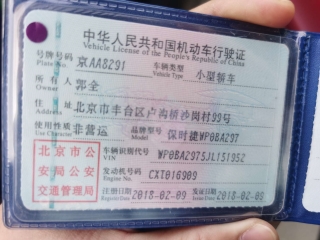 中华人民共和国机动车行驶证
Vehicle License of the People's Republic of China
号牌号码 Plate No. 京AA8291 车辆类型 Vehicle Type 小型轿车
所有人 Owner 郭全
住址 Address 北京市丰台区卢沟桥沙岗村99号
使用性质 Use Character 非营运 品牌型号 Model 保时捷WP0BA297
北京市公安局公安交通管理局
车辆识别代号 VIN WP0BA2975JL151952
发动机号码 Engine No. CXT016909
注册日期 Register Date 2018-02-09 发证日期 Issue Date 2018-02-09